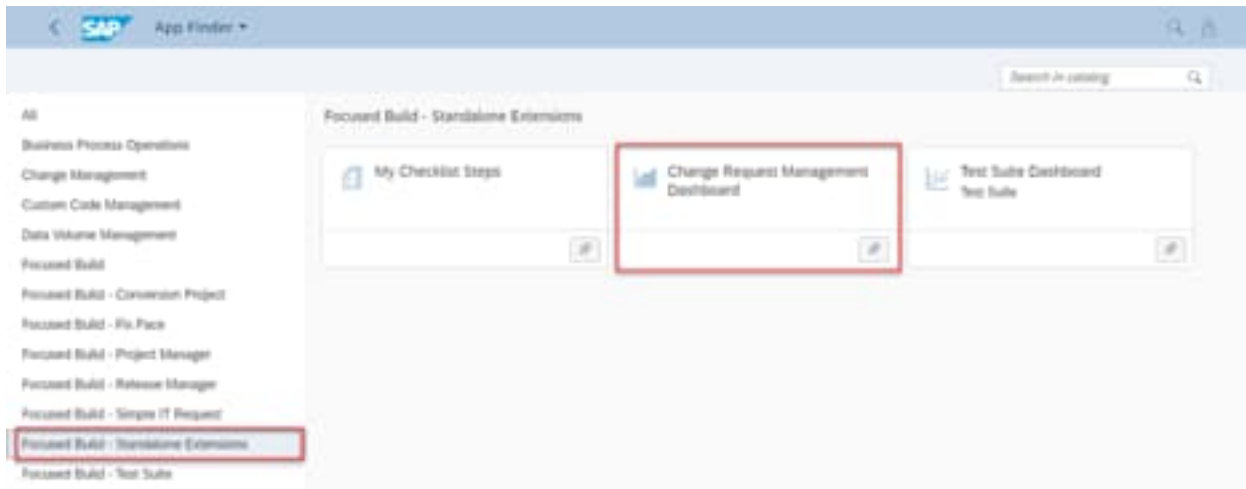 SAP App Finder
Search in catalog
All
Business Process Operations
Change Management
Custom Code Management
Data Volume Management
Focused Build
Focused Build - Conversion Project
Focused Build - Fix Pace
Focused Build - Project Manager
Focused Build - Release Manager
Focused Build - Simple IT Request
Focused Build - Standalone Extensions
Focused Build - Test Suite
Focused Build - Standalone Extensions
My Checklist Steps
Change Request Management
Dashboard
Test Suite Dashboard
Test Suite